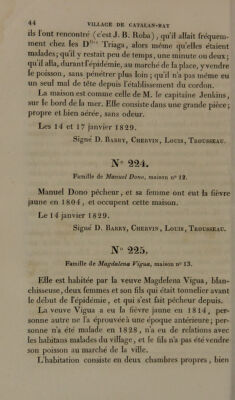 44 VILLAGE DE CATALAN-BAY
ils l'ont rencontré (c'est J. B. Roba), qu'il allait fréquem-
ment chez les Dlles Triaga, alors même qu'elles étaient
malades; qu'il y restait peu de temps, une minute ou deux;
qu'il alla, durant l'épidémie, au marché de la place, y vendre
le poisson, sans pénétrer plus loin; qu'il n'a pas même eu
un seul mal de tête depuis l'établissement du cordon.
La maison est comme celle de M. le capitaine Jenkins,
sur le bord de la mer. Elle consiste dans une grande pièce;
propre et bien aérée, sans odeur.
Les 14 et 17 janvier 1829.
Signé D. Barry, Chervin, Louis, Trousseau.
N° 224.
Famille de Manuel Dono, maison n° 12.
Manuel Dono pécheur, et sa femme ont eut la fièvre
jaune en 1804, et occupent cette maison.
Le 14 janvier 1829.
Signé D. Barry, Chervin, Louis, Trousseau.
N° 225.
Famille de Magdalena Vigua, maison n° 13.
Elle est habitée par la veuve Magdelena Vigua, blan-
chisseuse, deux femmes et son fils qui était tonnelier avant
le début de l'épidémie, et qui s'est fait pêcheur depuis.
La veuve Vigua a eu la fièvre jaune en 1814, per-
sonne autre ne l'a éprouvée à une époque antérieure; per-
sonne n'a été malade en 1828, n'a eu de relations avec
les habitans malades du village, et le fils n'a pas été vendre
son poisson au marché de la ville.
L'habitation consiste en deux chambres propres, bien